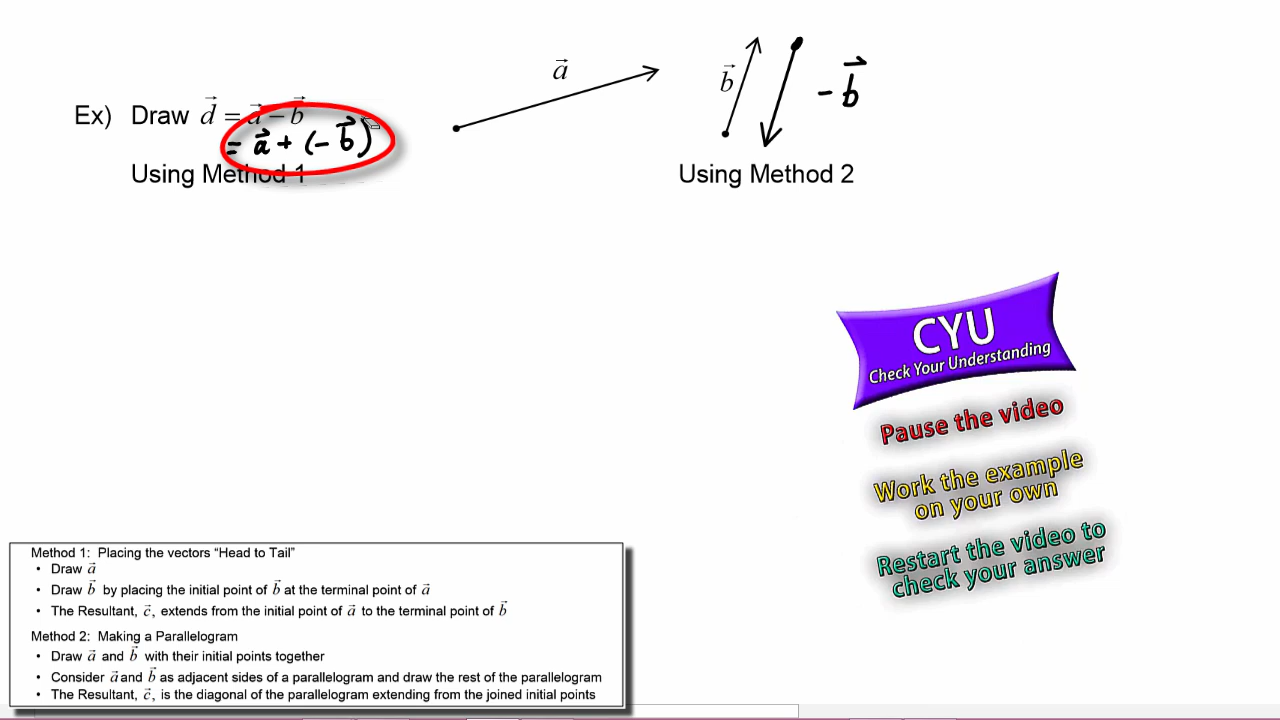 Ex) Draw d⃗ = a⃗ − b⃗
= a⃗ + (− b⃗)
Using Method 1
a⃗
b⃗
− b⃗
Using Method 2
CYU
Check Your Understanding
Pause the video
Work the example
on your own
Restart the video to
check your answer
Method 1: Placing the vectors “Head to Tail”
• Draw a⃗
• Draw b⃗ by placing the initial point of b⃗ at the terminal point of a⃗
• The Resultant, c⃗, extends from the initial point of a⃗ to the terminal point of b⃗
Method 2: Making a Parallelogram
• Draw a⃗ and b⃗ with their initial points together
• Consider a⃗ and b⃗ as adjacent sides of a parallelogram and draw the rest of the parallelogram
• The Resultant, c⃗, is the diagonal of the parallelogram extending from the joined initial points